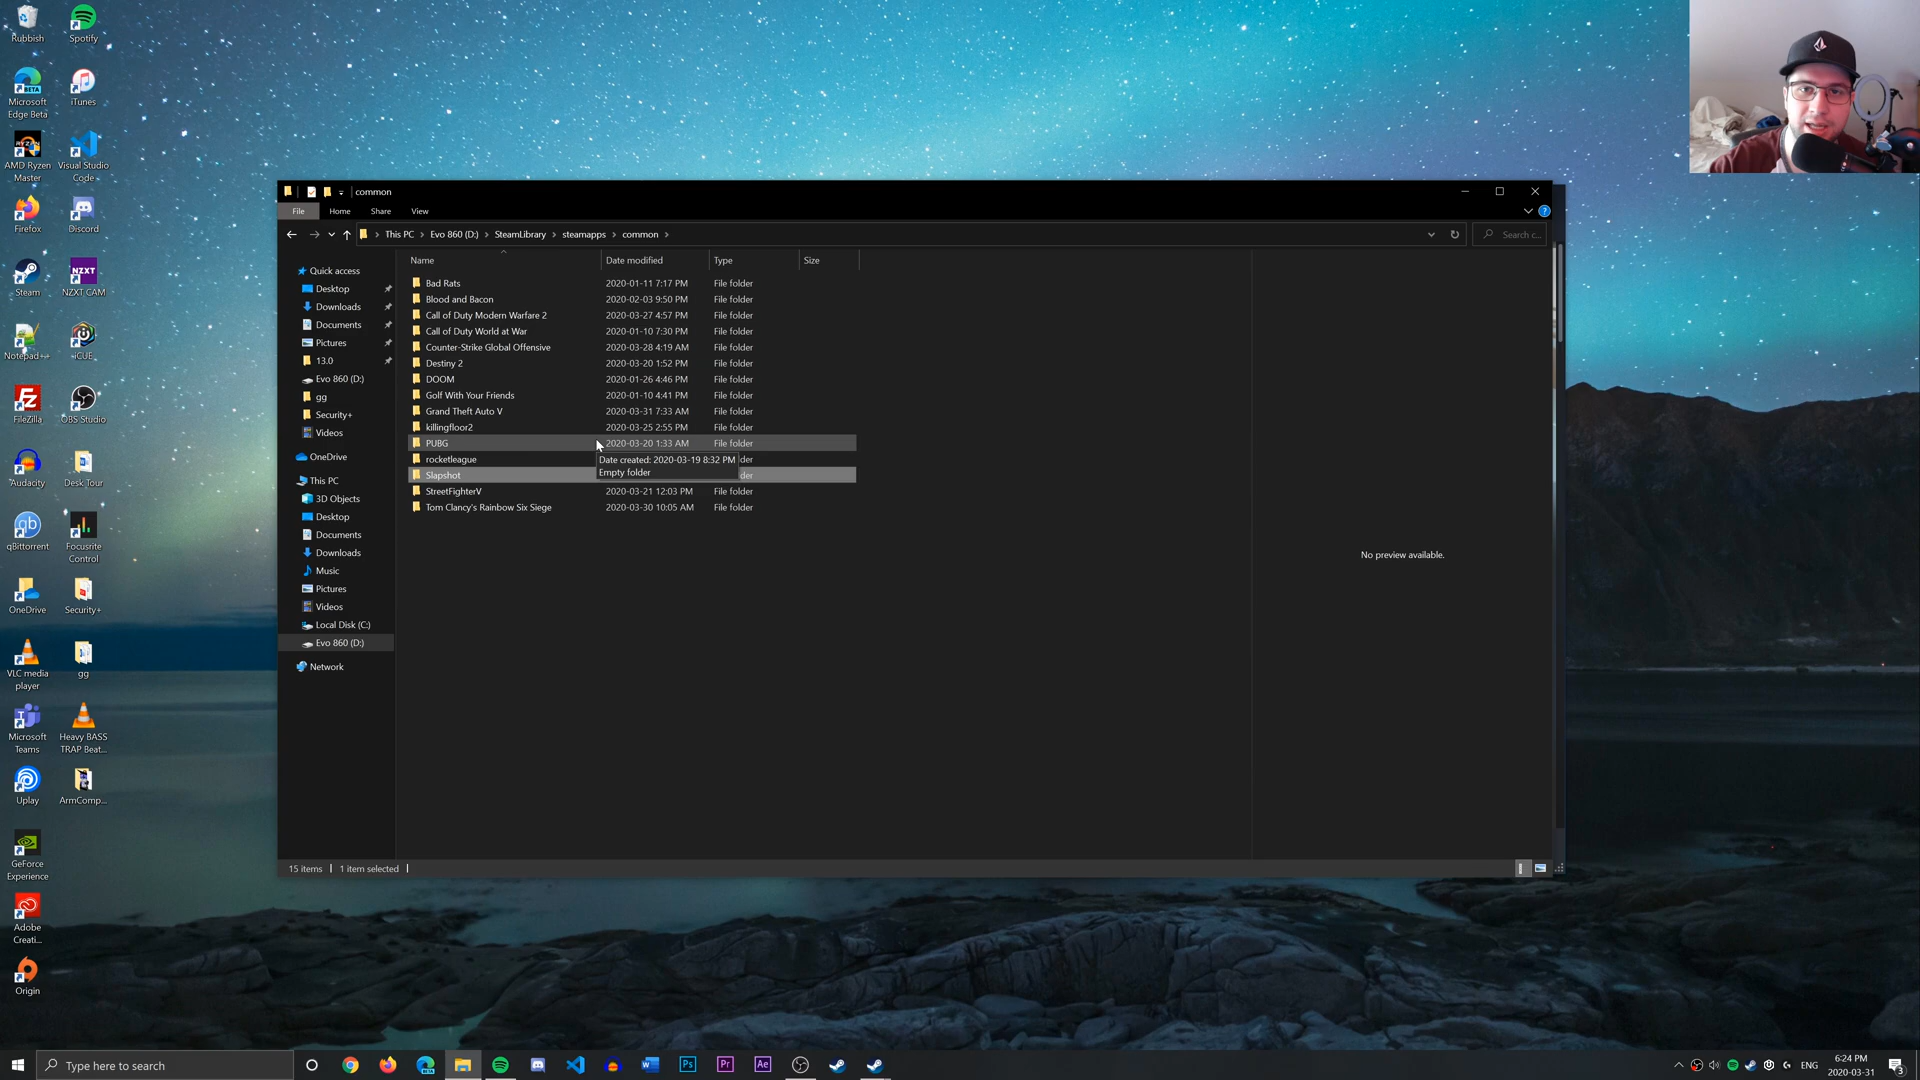 Rubbish
Spotify
Microsoft
Edge Beta
iTunes
AMD Ryzen
Master
Visual Studio
Code
Firefox
Discord
Steam
NZXT CAM
Notepad++
iCUE
FileZilla
OBS Studio
Audacity
Desk Tour
qBittorrent
Focusrite
Control
OneDrive
Security+
VLC media
player
gg
Microsoft
Teams
Heavy BASS
TRAP Beat...
Uplay
ArmComp...
GeForce
Experience
Adobe
Creati...
Origin
common
File Home Share View
This PC > Evo 860 (D:) > SteamLibrary > steamapps > common >
Search c...
Name Date modified Type Size
Bad Rats 2020-01-11 7:17 PM File folder
Blood and Bacon 2020-02-03 9:50 PM File folder
Call of Duty Modern Warfare 2 2020-03-27 4:57 PM File folder
Call of Duty World at War 2020-01-10 7:30 PM File folder
Counter-Strike Global Offensive 2020-03-28 4:19 AM File folder
Destiny 2 2020-03-20 1:52 PM File folder
DOOM 2020-01-26 4:46 PM File folder
Golf With Your Friends 2020-01-10 4:41 PM File folder
Grand Theft Auto V 2020-03-31 7:33 AM File folder
killingfloor2 2020-03-25 2:55 PM File folder
PUBG 2020-03-20 1:33 AM File folder
rocketleague der
Date created: 2020-03-19 8:32 PM
Empty folder
Slapshot der
StreetFighterV 2020-03-21 12:03 PM File folder
Tom Clancy's Rainbow Six Siege 2020-03-30 10:05 AM File folder
Quick access
Desktop
Downloads
Documents
Pictures
13.0
Evo 860 (D:)
gg
Security+
Videos
OneDrive
This PC
3D Objects
Desktop
Documents
Downloads
Music
Pictures
Videos
Local Disk (C:)
Evo 860 (D:)
Network
No preview available.
15 items 1 item selected
Type here to search
Ps
Pr
Ae
ENG
6:24 PM
2020-03-31
3